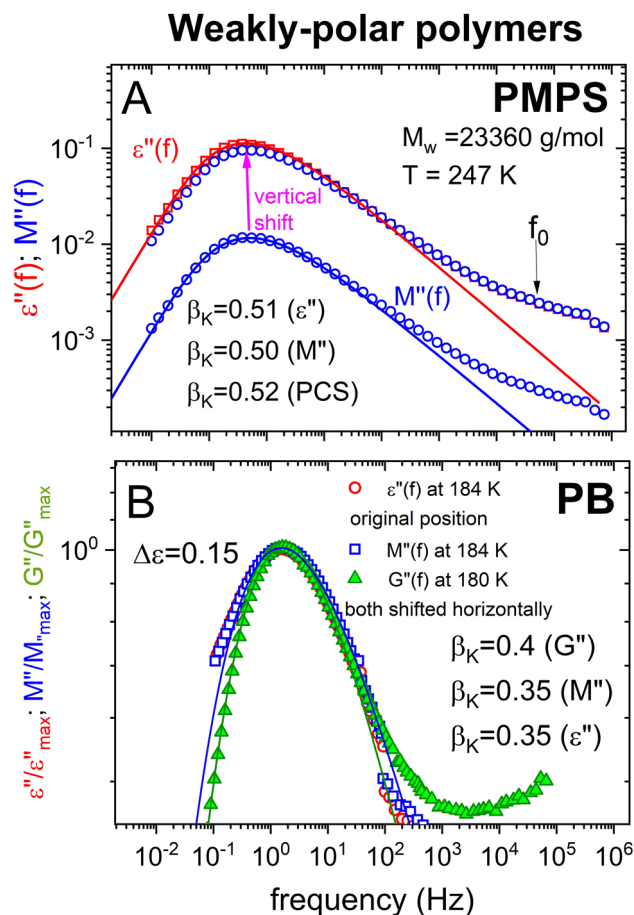 Weakly-polar polymers
A
PMPS
M_w =23360 g/mol
T = 247 K
ε"(f)
vertical
shift
f_0
M"(f)
β_K=0.51 (ε")
β_K=0.50 (M")
β_K=0.52 (PCS)
10^-1
10^-2
10^-3
ε"(f); M"(f)
B
PB
ε"(f) at 184 K
original position
M"(f) at 184 K
G"(f) at 180 K
both shifted horizontally
Δε=0.15
β_K=0.4 (G")
β_K=0.35 (M")
β_K=0.35 (ε")
10^0
ε"/ε"_max; M"/M"_max; G"/G"_max
10^-2 10^-1 10^0 10^1 10^2 10^3 10^4 10^5 10^6
frequency (Hz)